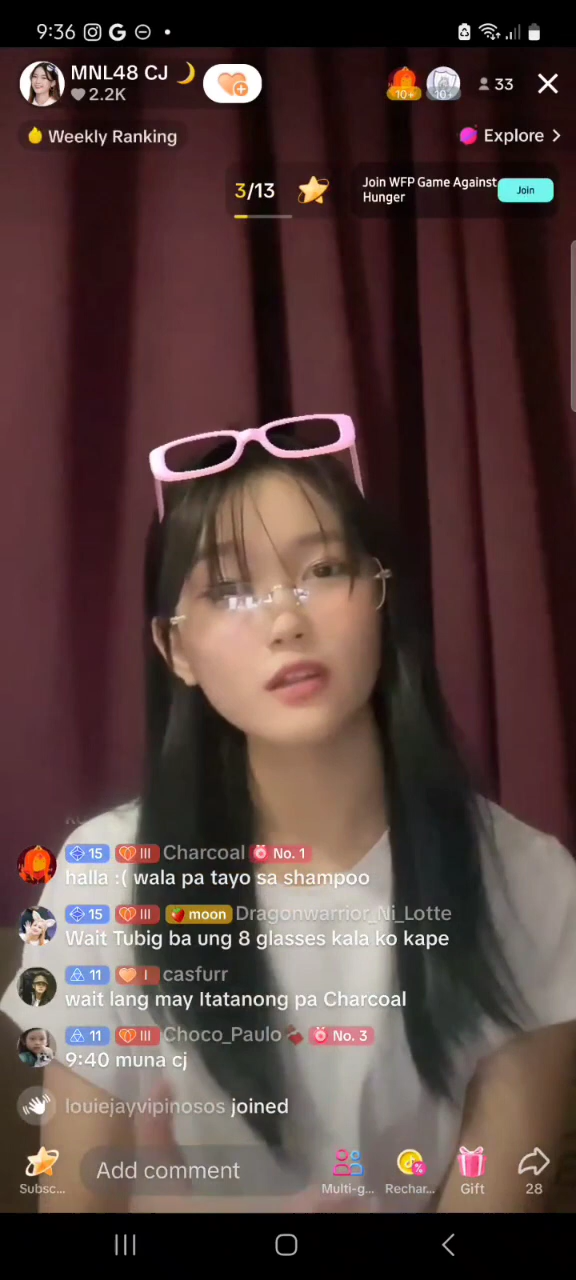 9:36
MNL48 CJ 🌙
2.2K
10+
10+
33
Weekly Ranking
Explore >
3/13
Join WFP Game Against
Hunger
Join
15 III Charcoal No. 1
halla :( wala pa tayo sa shampoo
15 III moon Dragonwarrior_Ni_Lotte
Wait Tubig ba ung 8 glasses kala ko kape
11 I casfurr
wait lang may Itatanong pa Charcoal
11 III Choco_Paulo🍫 No. 3
9:40 muna cj
louiejayvipinosos joined
Add comment
Subsc...
Multi-g...
Rechar...
Gift
28